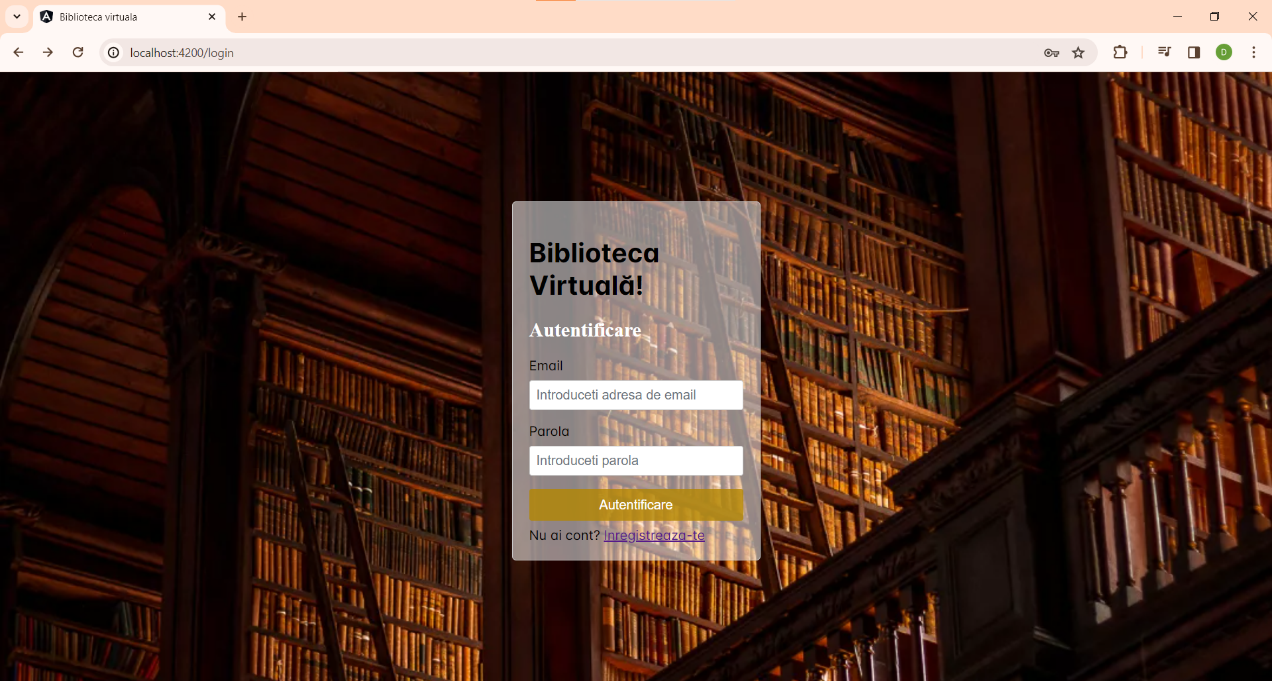 Biblioteca virtuala
localhost:4200/login
D
Biblioteca
Virtuală!
Autentificare
Email
Introduceti adresa de email
Parola
Introduceti parola
Autentificare
Nu ai cont? Inregistreaza-te